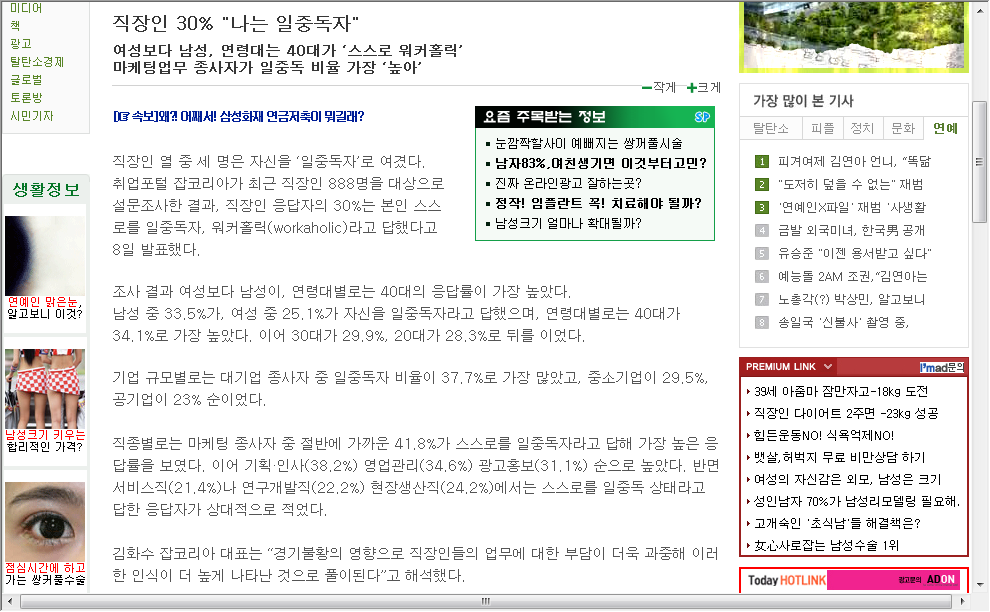 미디어
책
광고
탈탄소경제
글로벌
토론방
시민기자
생활정보
연예인 맑은눈,
알고보니 이것?
남성크기 키우는
합리적인 가격?
점심시간에 하고
가는 쌍커풀수술
직장인 30% "나는 일중독자"
여성보다 남성, 연령대는 40대가 ‘스스로 워커홀릭’
마케팅업무 종사자가 일중독 비율 가장 ‘높아’
작게 크게
[☞속보]왜?! 어째서! 삼성화재 연금저축이 뭐길래?
요즘 주목받는 정보 SP
눈깜짝할사이 예뻐지는 쌍꺼풀시술
남자83%,여친생기면 이것부터고민?
진짜 온라인광고 잘하는곳?
정작! 임플란트 꼭! 치료해야 될까?
남성크기 얼마나 확대될까?
직장인 열 중 세 명은 자신을 ‘일중독자’로 여겼다.
취업포털 잡코리아가 최근 직장인 888명을 대상으로
설문조사한 결과, 직장인 응답자의 30%는 본인 스스
로를 일중독자, 워커홀릭(workaholic)라고 답했다고
8일 발표했다.
조사 결과 여성보다 남성이, 연령대별로는 40대의 응답률이 가장 높았다.
남성 중 33.5%가, 여성 중 25.1%가 자신을 일중독자라고 답했으며, 연령대별로는 40대가
34.1%로 가장 높았다. 이어 30대가 29.9%, 20대가 28.3%로 뒤를 이었다.
기업 규모별로는 대기업 종사자 중 일중독자 비율이 37.7%로 가장 많았고, 중소기업이 29.5%,
공기업이 23% 순이었다.
직종별로는 마케팅 종사자 중 절반에 가까운 41.8%가 스스로를 일중독자라고 답해 가장 높은 응
답률을 보였다. 이어 기획·인사(38.2%) 영업관리(34.6%) 광고홍보(31.1%) 순으로 높았다. 반면
서비스직(21.4%)나 연구개발직(22.2%) 현장생산직(24.2%)에서는 스스로를 일중독 상태라고
답한 응답자가 상대적으로 적었다.
김화수 잡코리아 대표는 “경기불황의 영향으로 직장인들의 업무에 대한 부담이 더욱 과중해 이러
한 인식이 더 높게 나타난 것으로 풀이된다”고 해석했다.
가장 많이 본 기사
탈탄소 피플 정치 문화 연예
1 피겨여제 김연아 언니, “똑닮
2 "도저히 덮을 수 없는" 재범
3 '연예인X파일' 재범 '사생활
4 금발 외국미녀, 한국男 공개
5 유승준 "이젠 용서받고 싶다"
6 예능돌 2AM 조권,“김연아는
7 노총각(?) 박상민, 알고보니
8 송일국 '신불사' 촬영 중,
PREMIUM LINK I'mad문의
39세 아줌마 잠만자고-18kg 도전
직장인 다이어트 2주면 -23kg 성공
힘든운동NO! 식욕억제NO!
뱃살,허벅지 무료 비만상담 하기
여성의 자신감은 외모, 남성은 크기
성인남자 70%가 남성리모델링 필요해.
고개숙인 '초식남'들 해결책은?
女心사로잡는 남성수술 1위
Today HOTLINK 광고문의 ADON